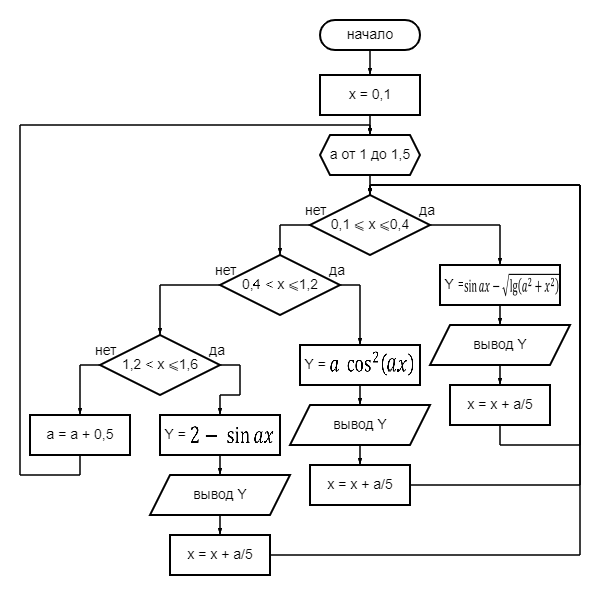 начало
x = 0,1
а от 1 до 1,5
нет
да
0,1 ⩽ x ⩽0,4
нет
да
0,4 < x ⩽1,2
Y =sin ax − √lg(a² + x²)
нет
да
1,2 < x ⩽1,6
Y = a cos²(ax)
вывод Y
x = x + a/5
a = a + 0,5
Y = 2 − sin ax
вывод Y
x = x + a/5
вывод Y
x = x + a/5